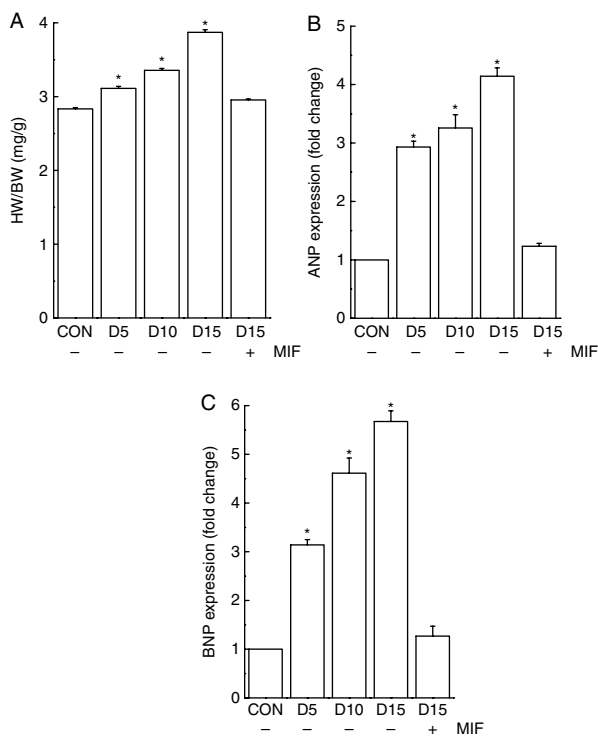 A
HW/BW (mg/g)
4
3
2
1
0
* * *
CON D5 D10 D15 D15
– – – – + MIF
B
ANP expression (fold change)
5
4
3
2
1
0
* * *
CON D5 D10 D15 D15
– – – – + MIF
C
BNP expression (fold change)
6
5
4
3
2
1
0
* * *
CON D5 D10 D15 D15
– – – – + MIF